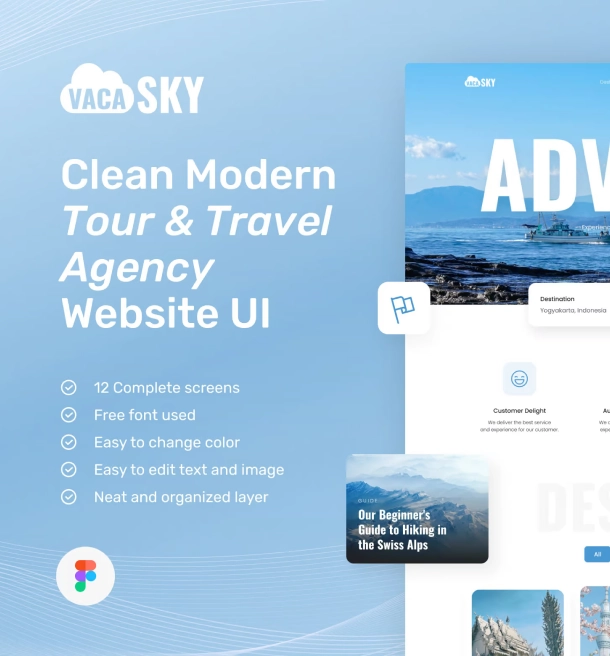 VACA SKY
Clean Modern
Tour & Travel
Agency
Website UI
12 Complete screens
Free font used
Easy to change color
Easy to edit text and image
Neat and organized layer
VACA SKY
ADV
Experience
Destination
Yogyakarta, Indonesia
Customer Delight
We deliver the best service
and experience for our customer.
GUIDE
Our Beginner's
Guide to Hiking in
the Swiss Alps
DES
All